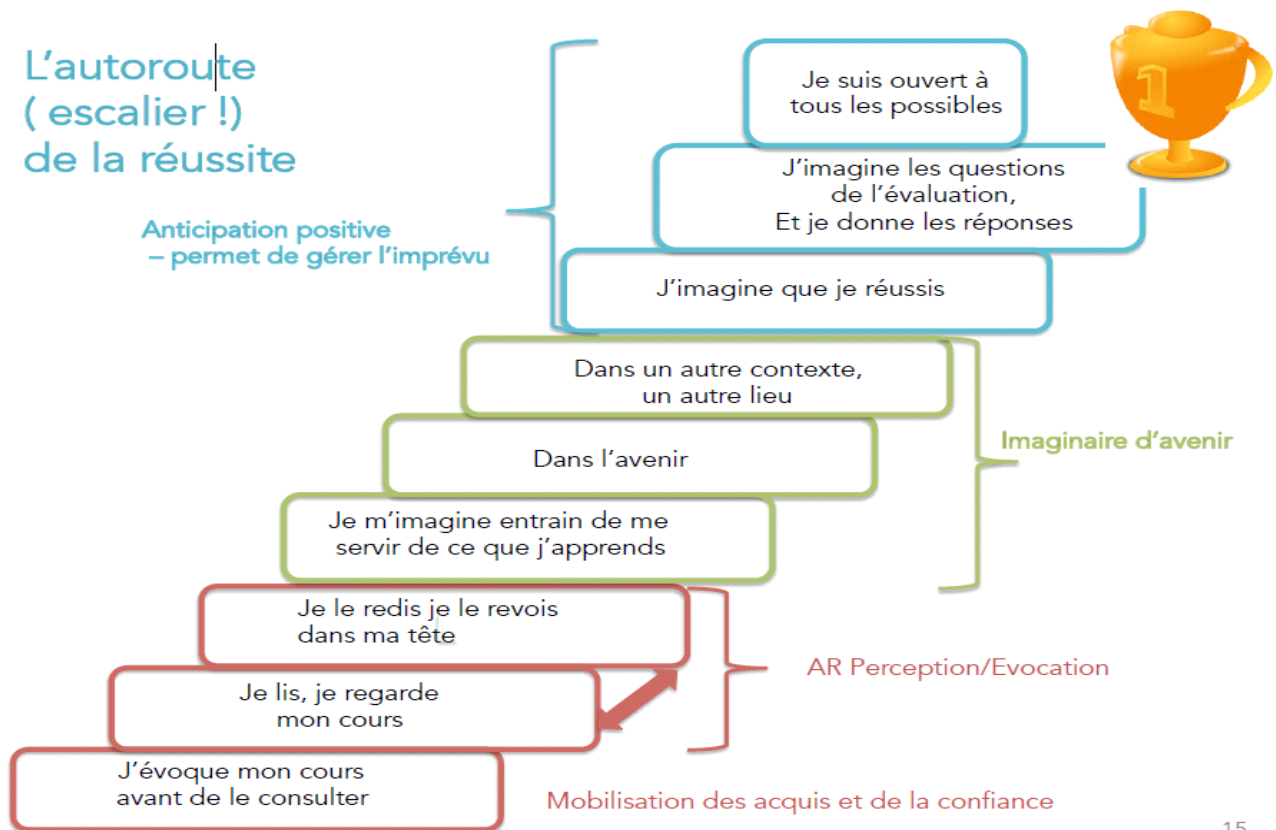 L'autoroute
( escalier !)
de la réussite
1
Je suis ouvert à
tous les possibles
J'imagine les questions
de l'évaluation,
Et je donne les réponses
Anticipation positive
– permet de gérer l'imprévu
J'imagine que je réussis
Dans un autre contexte,
un autre lieu
Imaginaire d'avenir
Dans l'avenir
Je m'imagine entrain de me
servir de ce que j'apprends
Je le redis je le revois
dans ma tête
AR Perception/Evocation
Je lis, je regarde
mon cours
J'évoque mon cours
avant de le consulter
Mobilisation des acquis et de la confiance
15